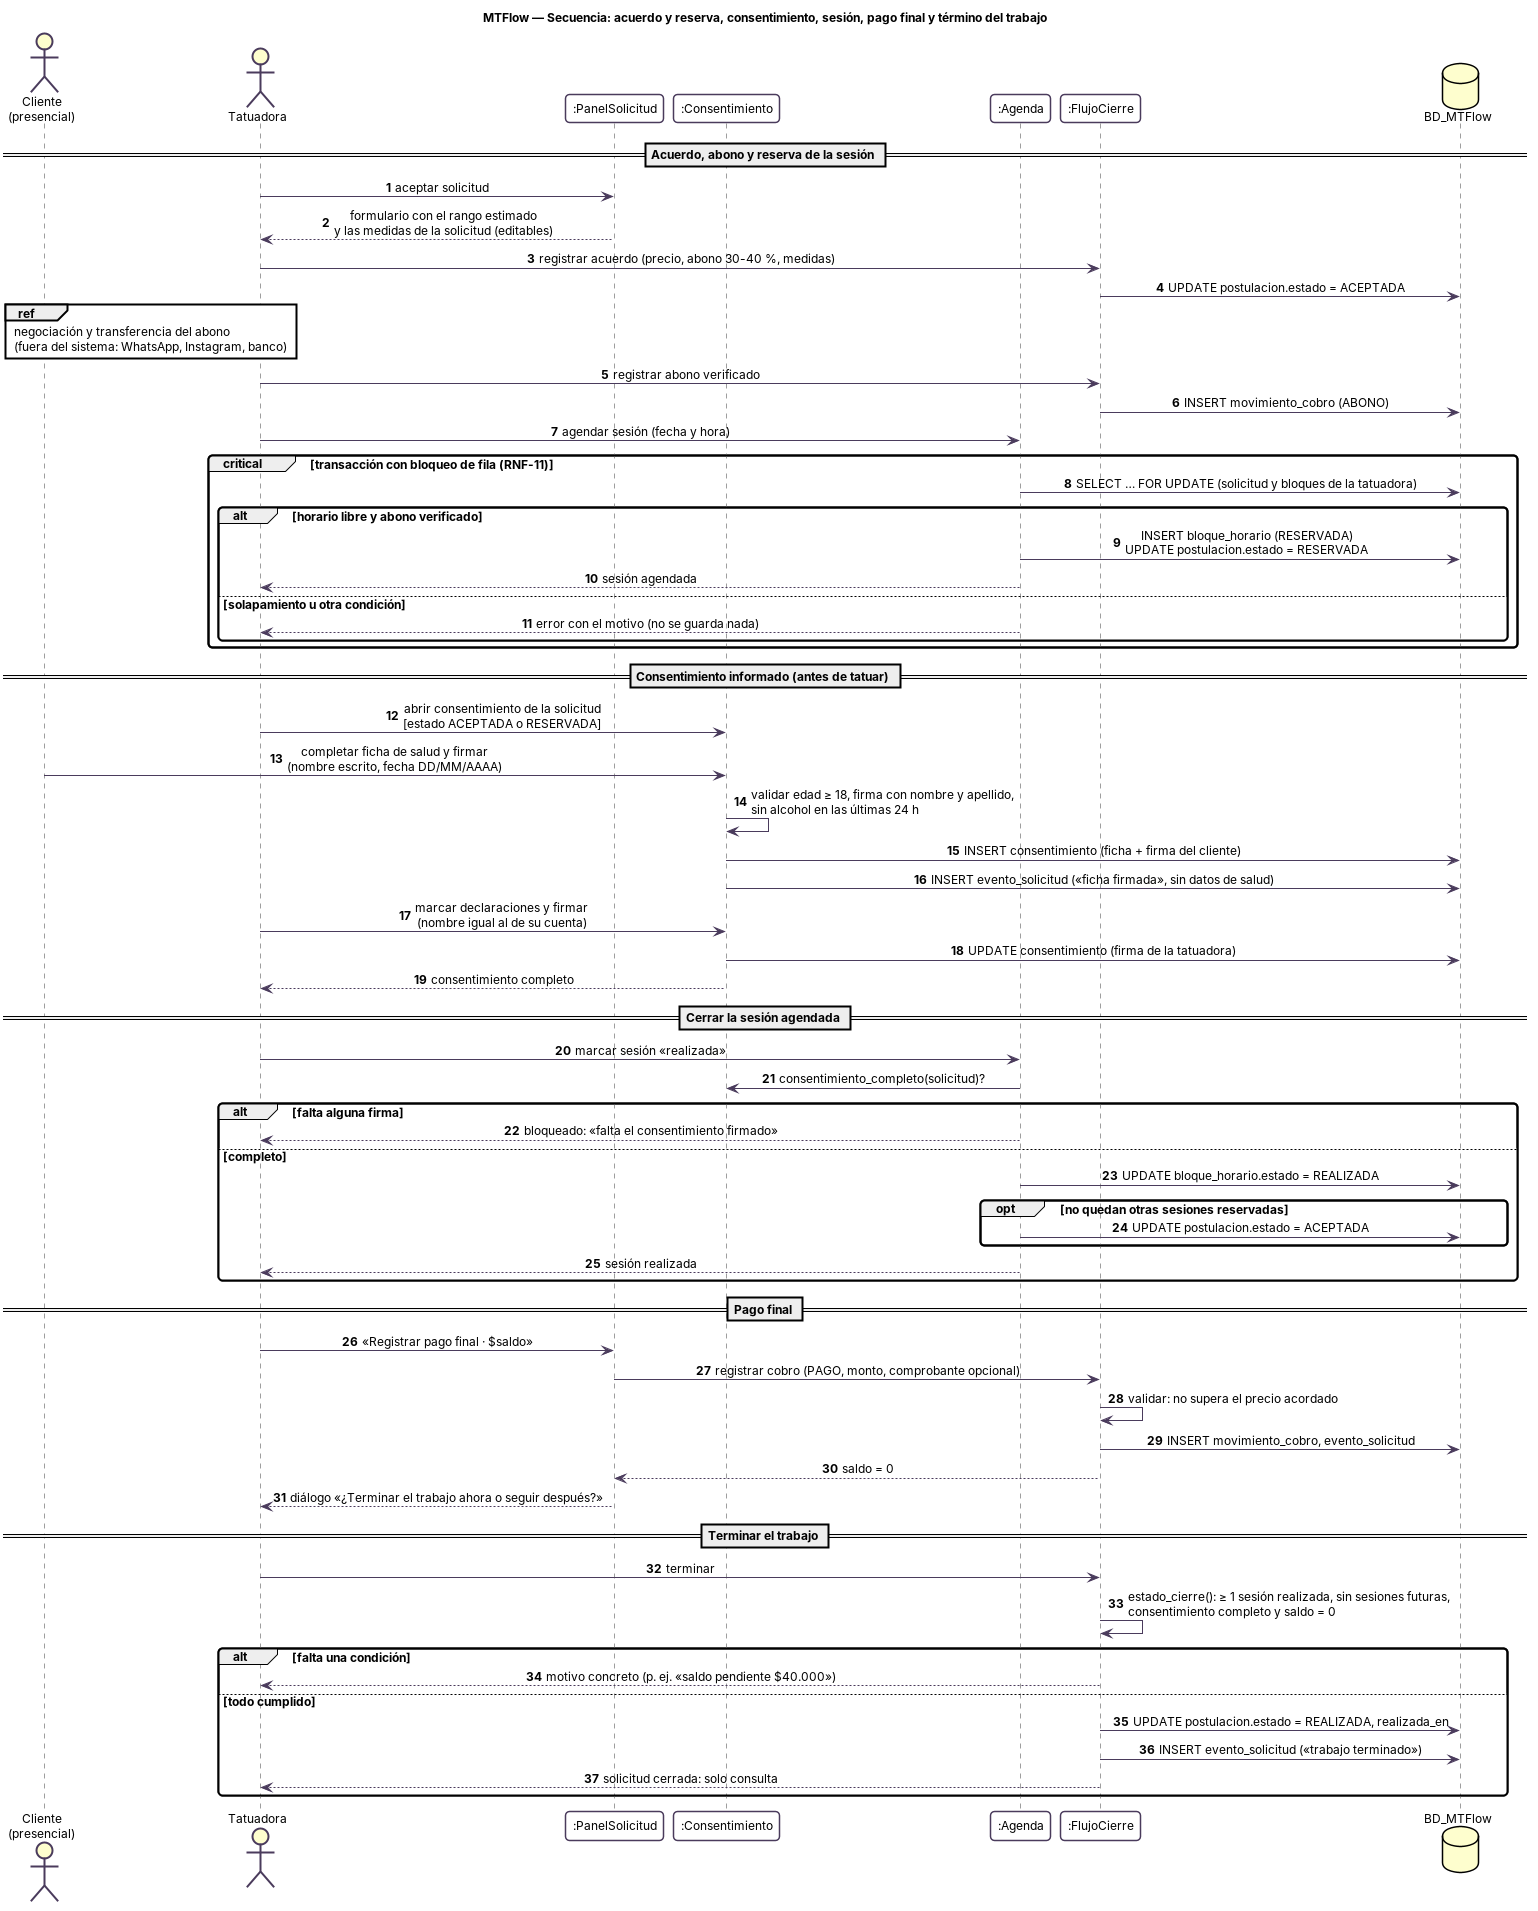 MTFlow — Secuencia: acuerdo y reserva, consentimiento, sesión, pago final y término del trabajo
Cliente
(presencial)
Tatuadora
:PanelSolicitud
:Consentimiento
:Agenda
:FlujoCierre
BD_MTFlow
Acuerdo, abono y reserva de la sesión
1 aceptar solicitud
2 formulario con el rango estimado
y las medidas de la solicitud (editables)
3 registrar acuerdo (precio, abono 30-40 %, medidas)
4 UPDATE postulacion.estado = ACEPTADA
ref
negociación y transferencia del abono
(fuera del sistema: WhatsApp, Instagram, banco)
5 registrar abono verificado
6 INSERT movimiento_cobro (ABONO)
7 agendar sesión (fecha y hora)
critical [transacción con bloqueo de fila (RNF-11)]
8 SELECT ... FOR UPDATE (solicitud y bloques de la tatuadora)
alt [horario libre y abono verificado]
9 INSERT bloque_horario (RESERVADA)
UPDATE postulacion.estado = RESERVADA
10 sesión agendada
[solapamiento u otra condición]
11 error con el motivo (no se guarda nada)
Consentimiento informado (antes de tatuar)
12 abrir consentimiento de la solicitud
[estado ACEPTADA o RESERVADA]
13 completar ficha de salud y firmar
(nombre escrito, fecha DD/MM/AAAA)
14 validar edad ≥ 18, firma con nombre y apellido,
sin alcohol en las últimas 24 h
15 INSERT consentimiento (ficha + firma del cliente)
16 INSERT evento_solicitud («ficha firmada», sin datos de salud)
17 marcar declaraciones y firmar
(nombre igual al de su cuenta)
18 UPDATE consentimiento (firma de la tatuadora)
19 consentimiento completo
Cerrar la sesión agendada
20 marcar sesión «realizada»
21 consentimiento_completo(solicitud)?
alt [falta alguna firma]
22 bloqueado: «falta el consentimiento firmado»
[completo]
23 UPDATE bloque_horario.estado = REALIZADA
opt [no quedan otras sesiones reservadas]
24 UPDATE postulacion.estado = ACEPTADA
25 sesión realizada
Pago final
26 «Registrar pago final · $saldo»
27 registrar cobro (PAGO, monto, comprobante opcional)
28 validar: no supera el precio acordado
29 INSERT movimiento_cobro, evento_solicitud
30 saldo = 0
31 diálogo «¿Terminar el trabajo ahora o seguir después?»
Terminar el trabajo
32 terminar
33 estado_cierre(): ≥ 1 sesión realizada, sin sesiones futuras,
consentimiento completo y saldo = 0
alt [falta una condición]
34 motivo concreto (p. ej. «saldo pendiente $40.000»)
[todo cumplido]
35 UPDATE postulacion.estado = REALIZADA, realizada_en
36 INSERT evento_solicitud («trabajo terminado»)
37 solicitud cerrada: solo consulta
Cliente
(presencial)
Tatuadora
:PanelSolicitud
:Consentimiento
:Agenda
:FlujoCierre
BD_MTFlow